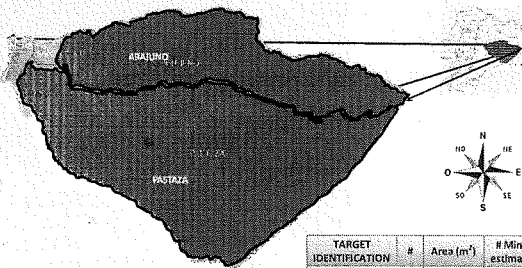 ARAJUNO
PASTAZA
N
NO NE
O E
SO SE
S
TARGET IDENTIFICATION # Area (m²) # Min
estima